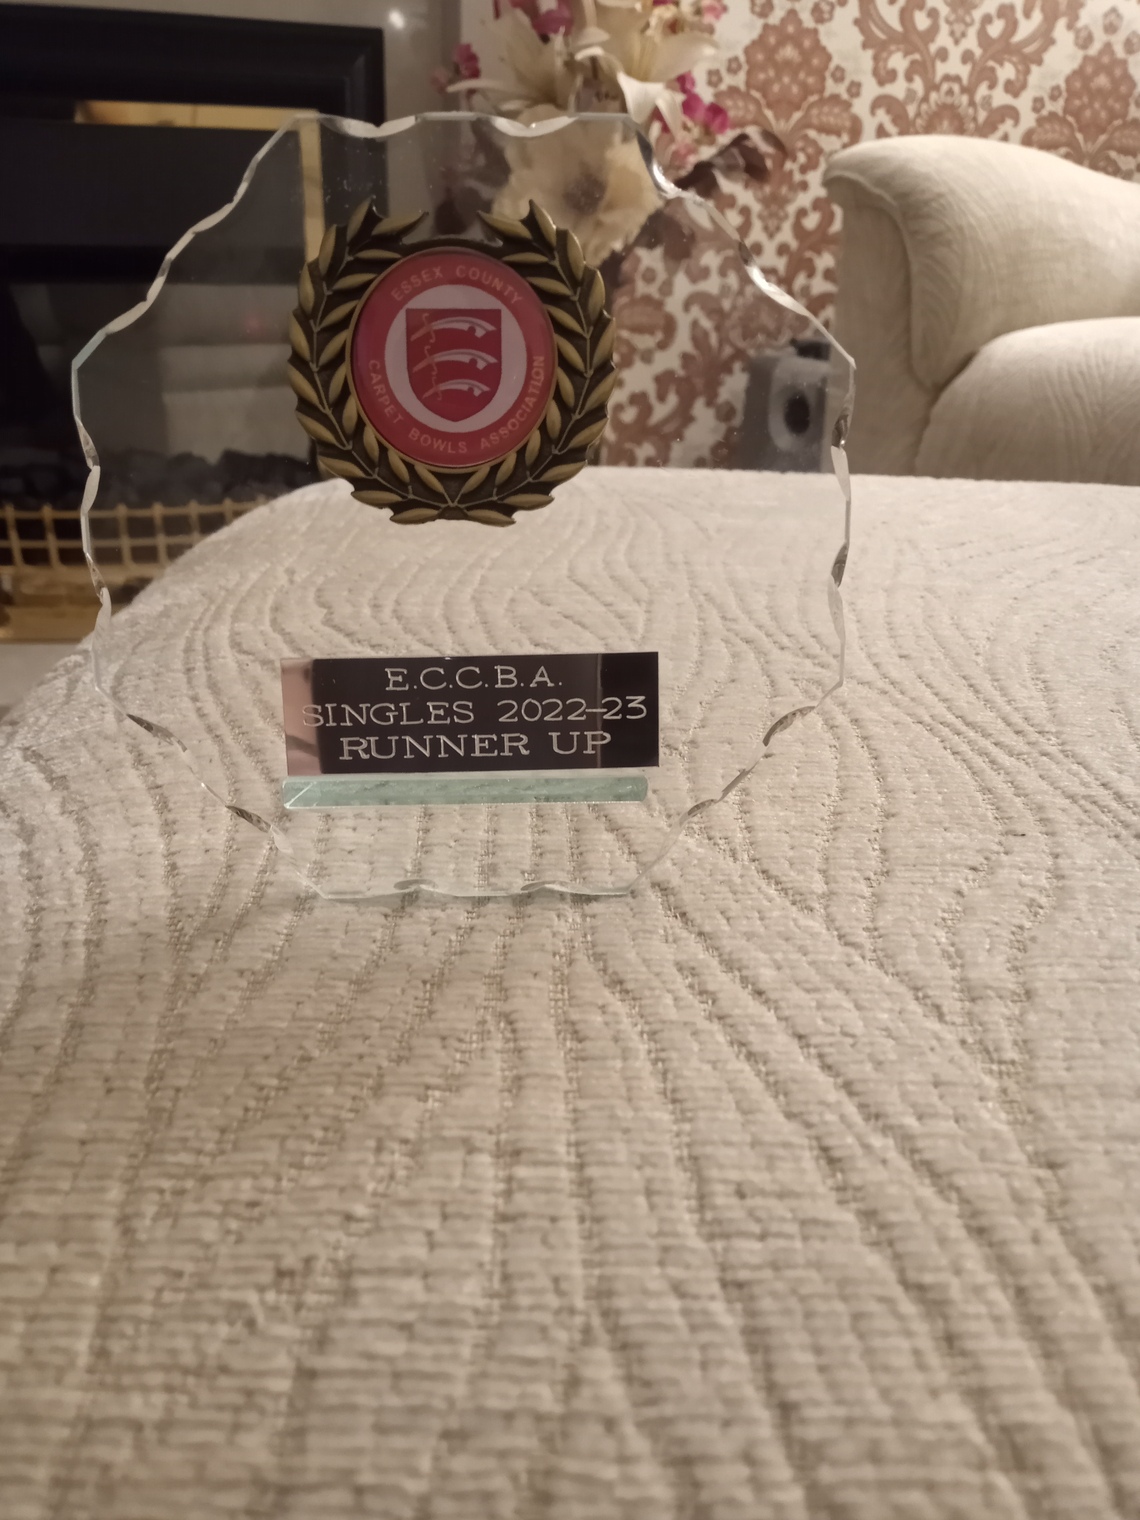 ESSEX COUNTY
CARPET BOWLS ASSOCIATION
E.C.C.B.A.
SINGLES 2022-23
RUNNER UP